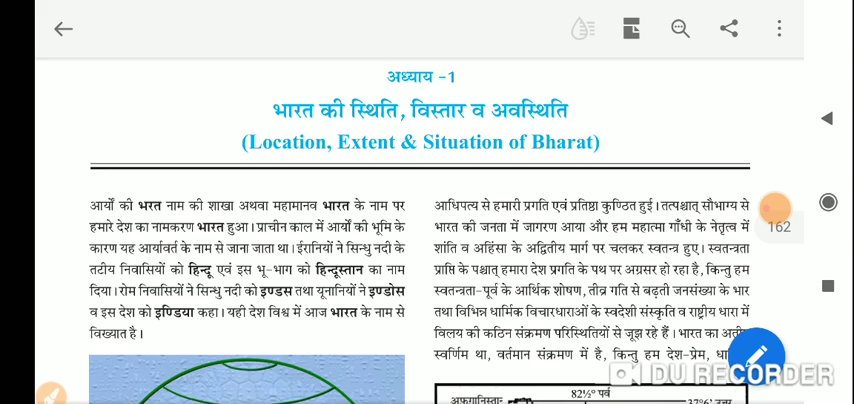 अध्याय -1
भारत की स्थिति, विस्तार व अवस्थिति
(Location, Extent & Situation of Bharat)
आर्यों की भरत नाम की शाखा अथवा महामानव भारत के नाम पर
हमारे देश का नामकरण भारत हुआ। प्राचीन काल में आर्यों की भूमि के
कारण यह आर्यावर्त के नाम से जाना जाता था। ईरानियों ने सिन्धु नदी के
तटीय निवासियों को हिन्दू एवं इस भू-भाग को हिन्दूस्तान का नाम
दिया। रोम निवासियों ने सिन्धु नदी को इण्डस तथा यूनानियों ने इण्डोस
व इस देश को इण्डिया कहा। यही देश विश्व में आज भारत के नाम से
विख्यात है।
आधिपत्य से हमारी प्रगति एवं प्रतिष्ठा कुण्ठित हुई। तत्पश्चात् सौभाग्य से
भारत की जनता में जागरण आया और हम महात्मा गाँधी के नेतृत्व में
शांति व अहिंसा के अद्वितीय मार्ग पर चलकर स्वतन्त्र हुए। स्वतन्त्रता
प्राप्ति के पश्चात् हमारा देश प्रगति के पथ पर अग्रसर हो रहा है, किन्तु हम
स्वतन्त्रता-पूर्व के आर्थिक शोषण, तीव्र गति से बढ़ती जनसंख्या के भार
तथा विभिन्न धार्मिक विचारधाराओं के स्वदेशी संस्कृति व राष्ट्रीय धारा में
विलय की कठिन संक्रमण परिस्थितियों से जूझ रहे हैं। भारत का
स्वर्णिम था, वर्तमान संक्रमण में है, किन्तु हम देश-प्रेम,
162
अफगानिस्तान
82½° पूर्व
37°6' उत्तर
DU RECORDER